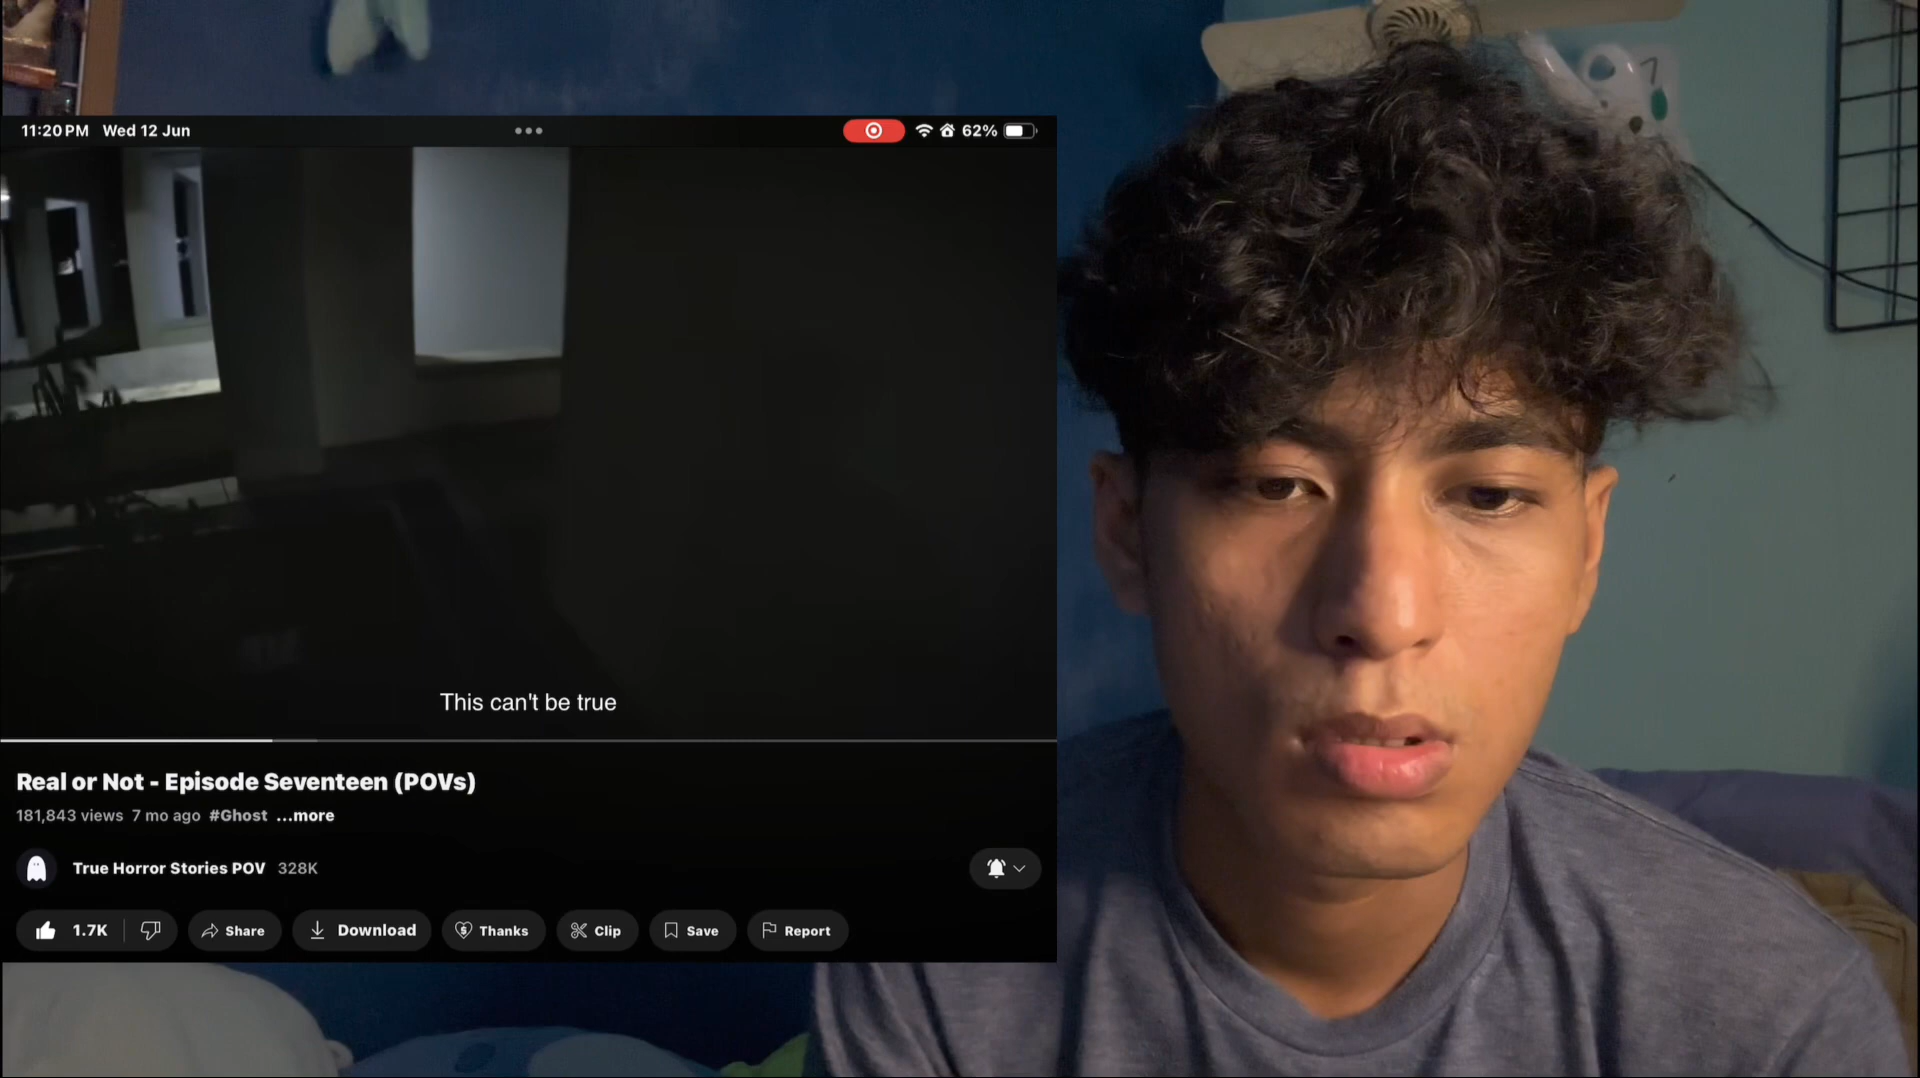 11:20 PM Wed 12 Jun
62%
This can't be true
Real or Not - Episode Seventeen (POVs)
181,843 views 7 mo ago #Ghost ...more
True Horror Stories POV 328K
1.7K Share Download Thanks Clip Save Report